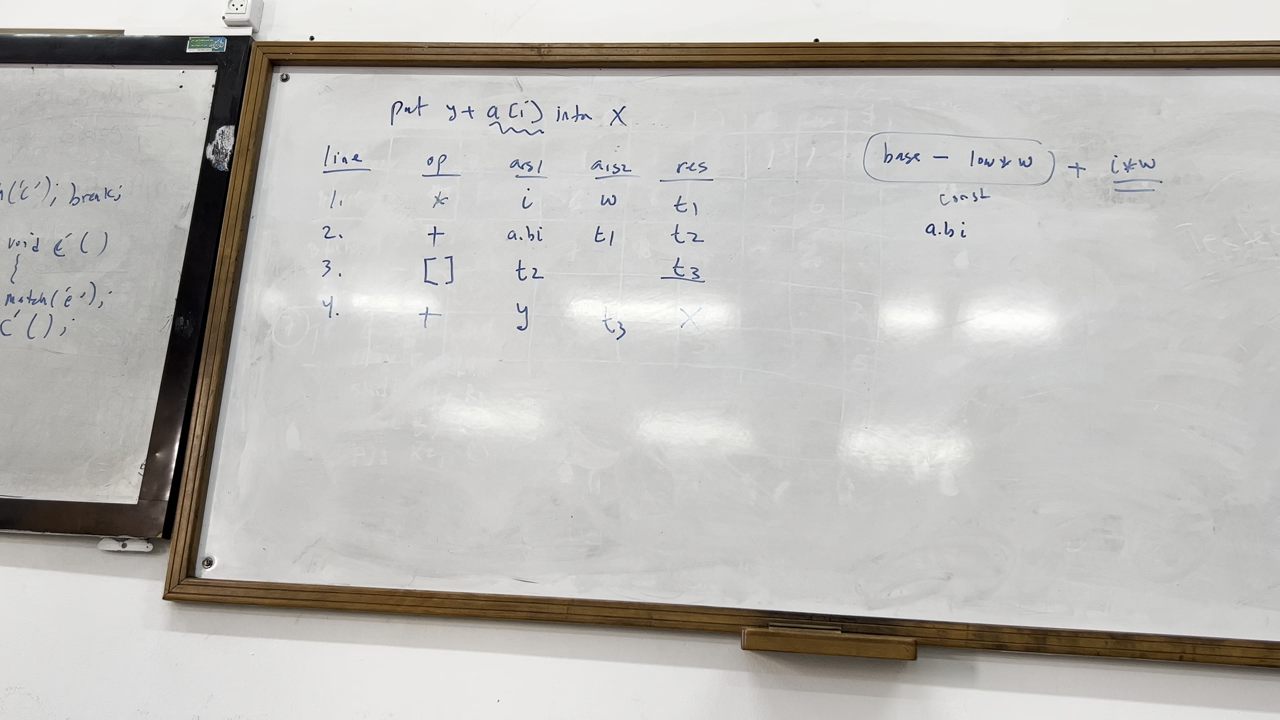 put y + a[i] into X
line op arg1 arg2 res
1. * i w t1
2. + a.bi t1 t2
3. [ ] t2 t3
4. + y t3 X
base - low*w + i*w
const
a.bi
break;
void c'()
{
match('c');
c'();